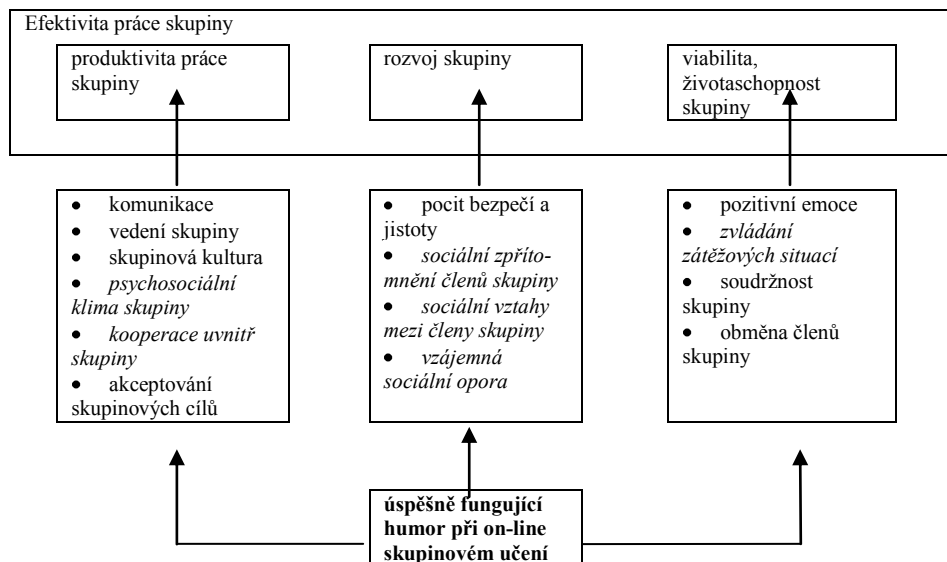 Efektivita práce skupiny
produktivita práce
skupiny
rozvoj skupiny
viabilita,
životaschopnost
skupiny
• komunikace
• vedení skupiny
• skupinová kultura
• psychosociální
klima skupiny
• kooperace uvnitř
skupiny
• akceptování
skupinových cílů
• pocit bezpečí a
jistoty
• sociální zpříto-
mnění členů skupiny
• sociální vztahy
mezi členy skupiny
• vzájemná
sociální opora
• pozitivní emoce
• zvládání
zátěžových situací
• soudržnost
skupiny
• obměna členů
skupiny
úspěšně fungující
humor při on-line
skupinovém učení